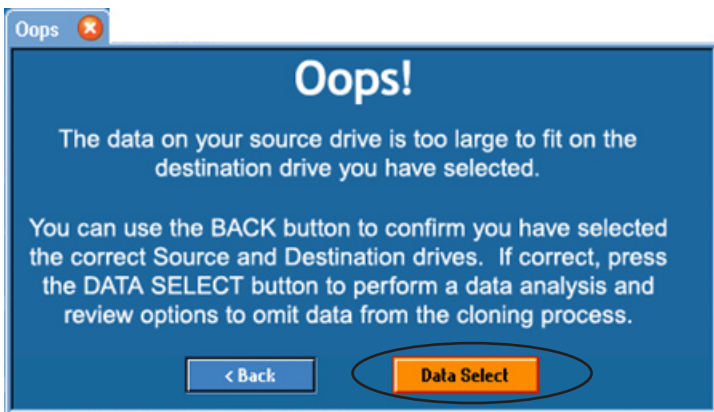 Oops
Oops!
The data on your source drive is too large to fit on the
destination drive you have selected.
You can use the BACK button to confirm you have selected
the correct Source and Destination drives. If correct, press
the DATA SELECT button to perform a data analysis and
review options to omit data from the cloning process.
< Back
Data Select